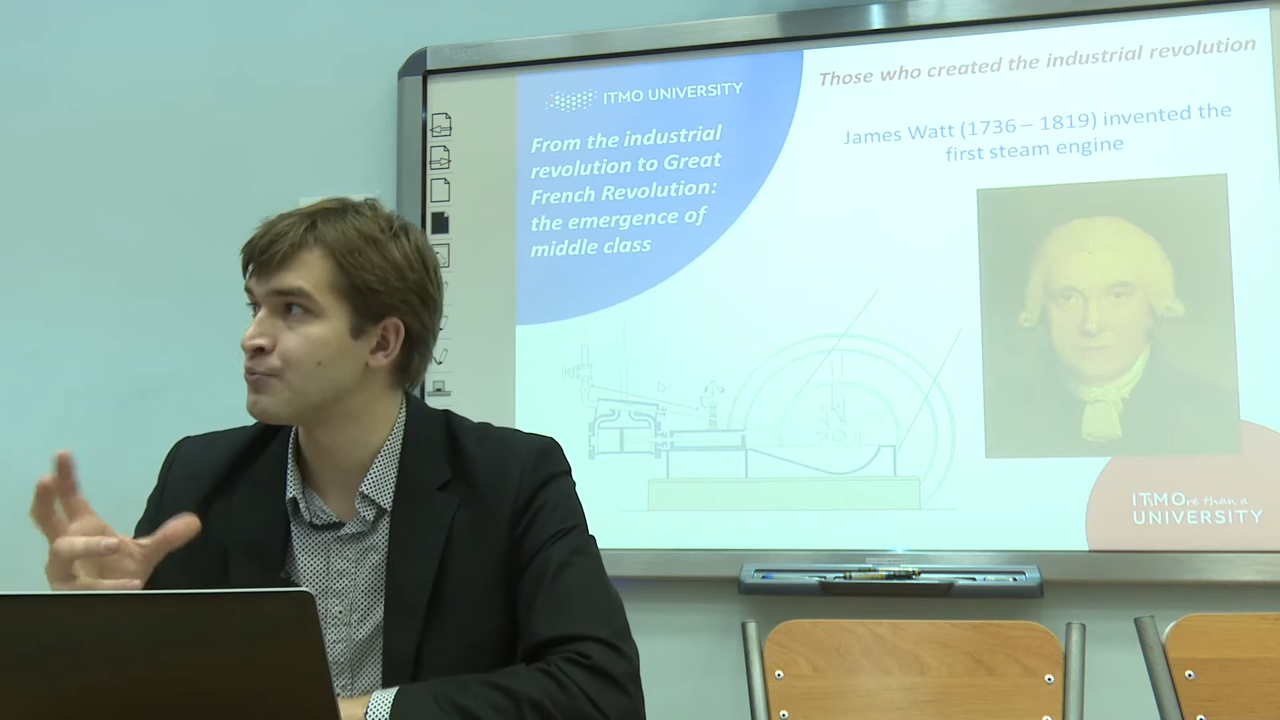 ITMO UNIVERSITY
From the industrial
revolution to Great
French Revolution:
the emergence of
middle class
Those who created the industrial revolution
James Watt (1736 – 1819) invented the
first steam engine
ITsMOre than a
UNIVERSITY